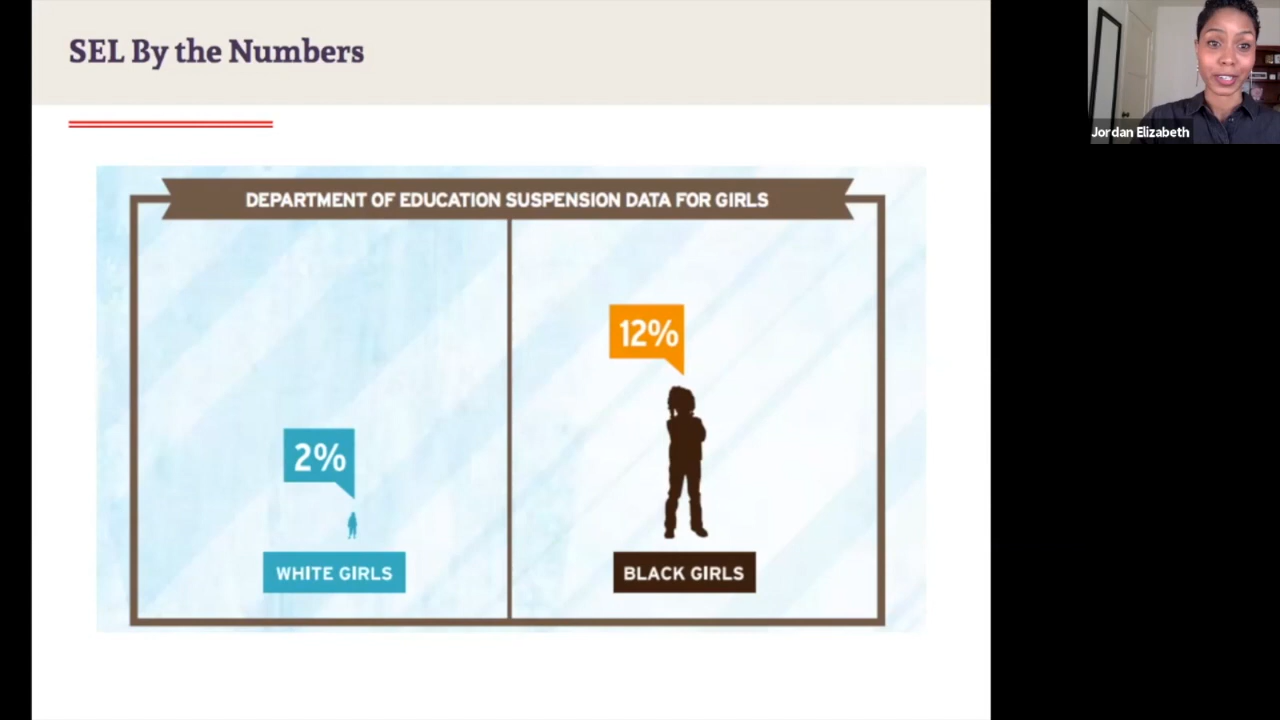 SEL By the Numbers
Jordan Elizabeth
DEPARTMENT OF EDUCATION SUSPENSION DATA FOR GIRLS
12%
2%
WHITE GIRLS
BLACK GIRLS